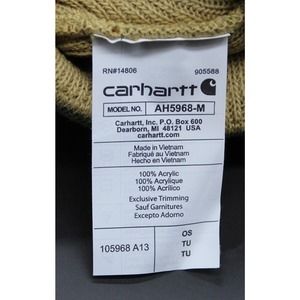 RN#14806 905588
carhartt
MODEL NO. AH5968-M
Carhartt, Inc. P.O. Box 600
Dearborn, MI 48121 USA
carhartt.com
Made in Vietnam
Fabriqué au Vietnam
Hecho en Vietnam
100% Acrylic
100% Acrylique
100% Acrílico
Exclusive Trimming
Sauf Garnitures
Excepto Adorno
105968 A13
OS
TU
TU